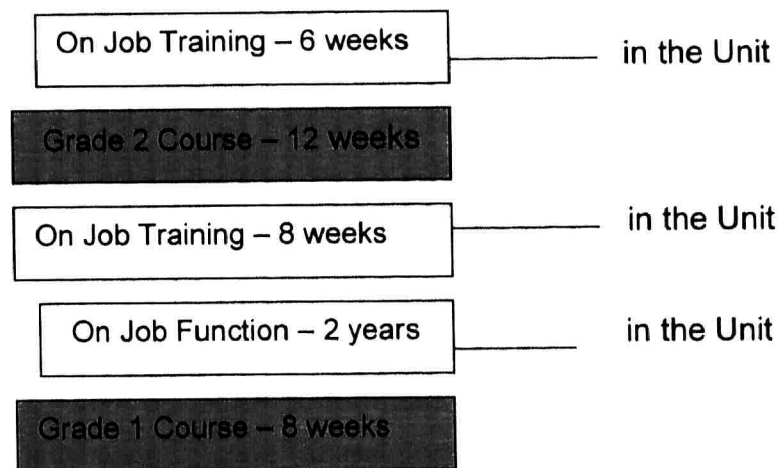 On Job Training – 6 weeks in the Unit
Grade 2 Course – 12 weeks
On Job Training – 8 weeks in the Unit
On Job Function – 2 years in the Unit
Grade 1 Course – 8 weeks